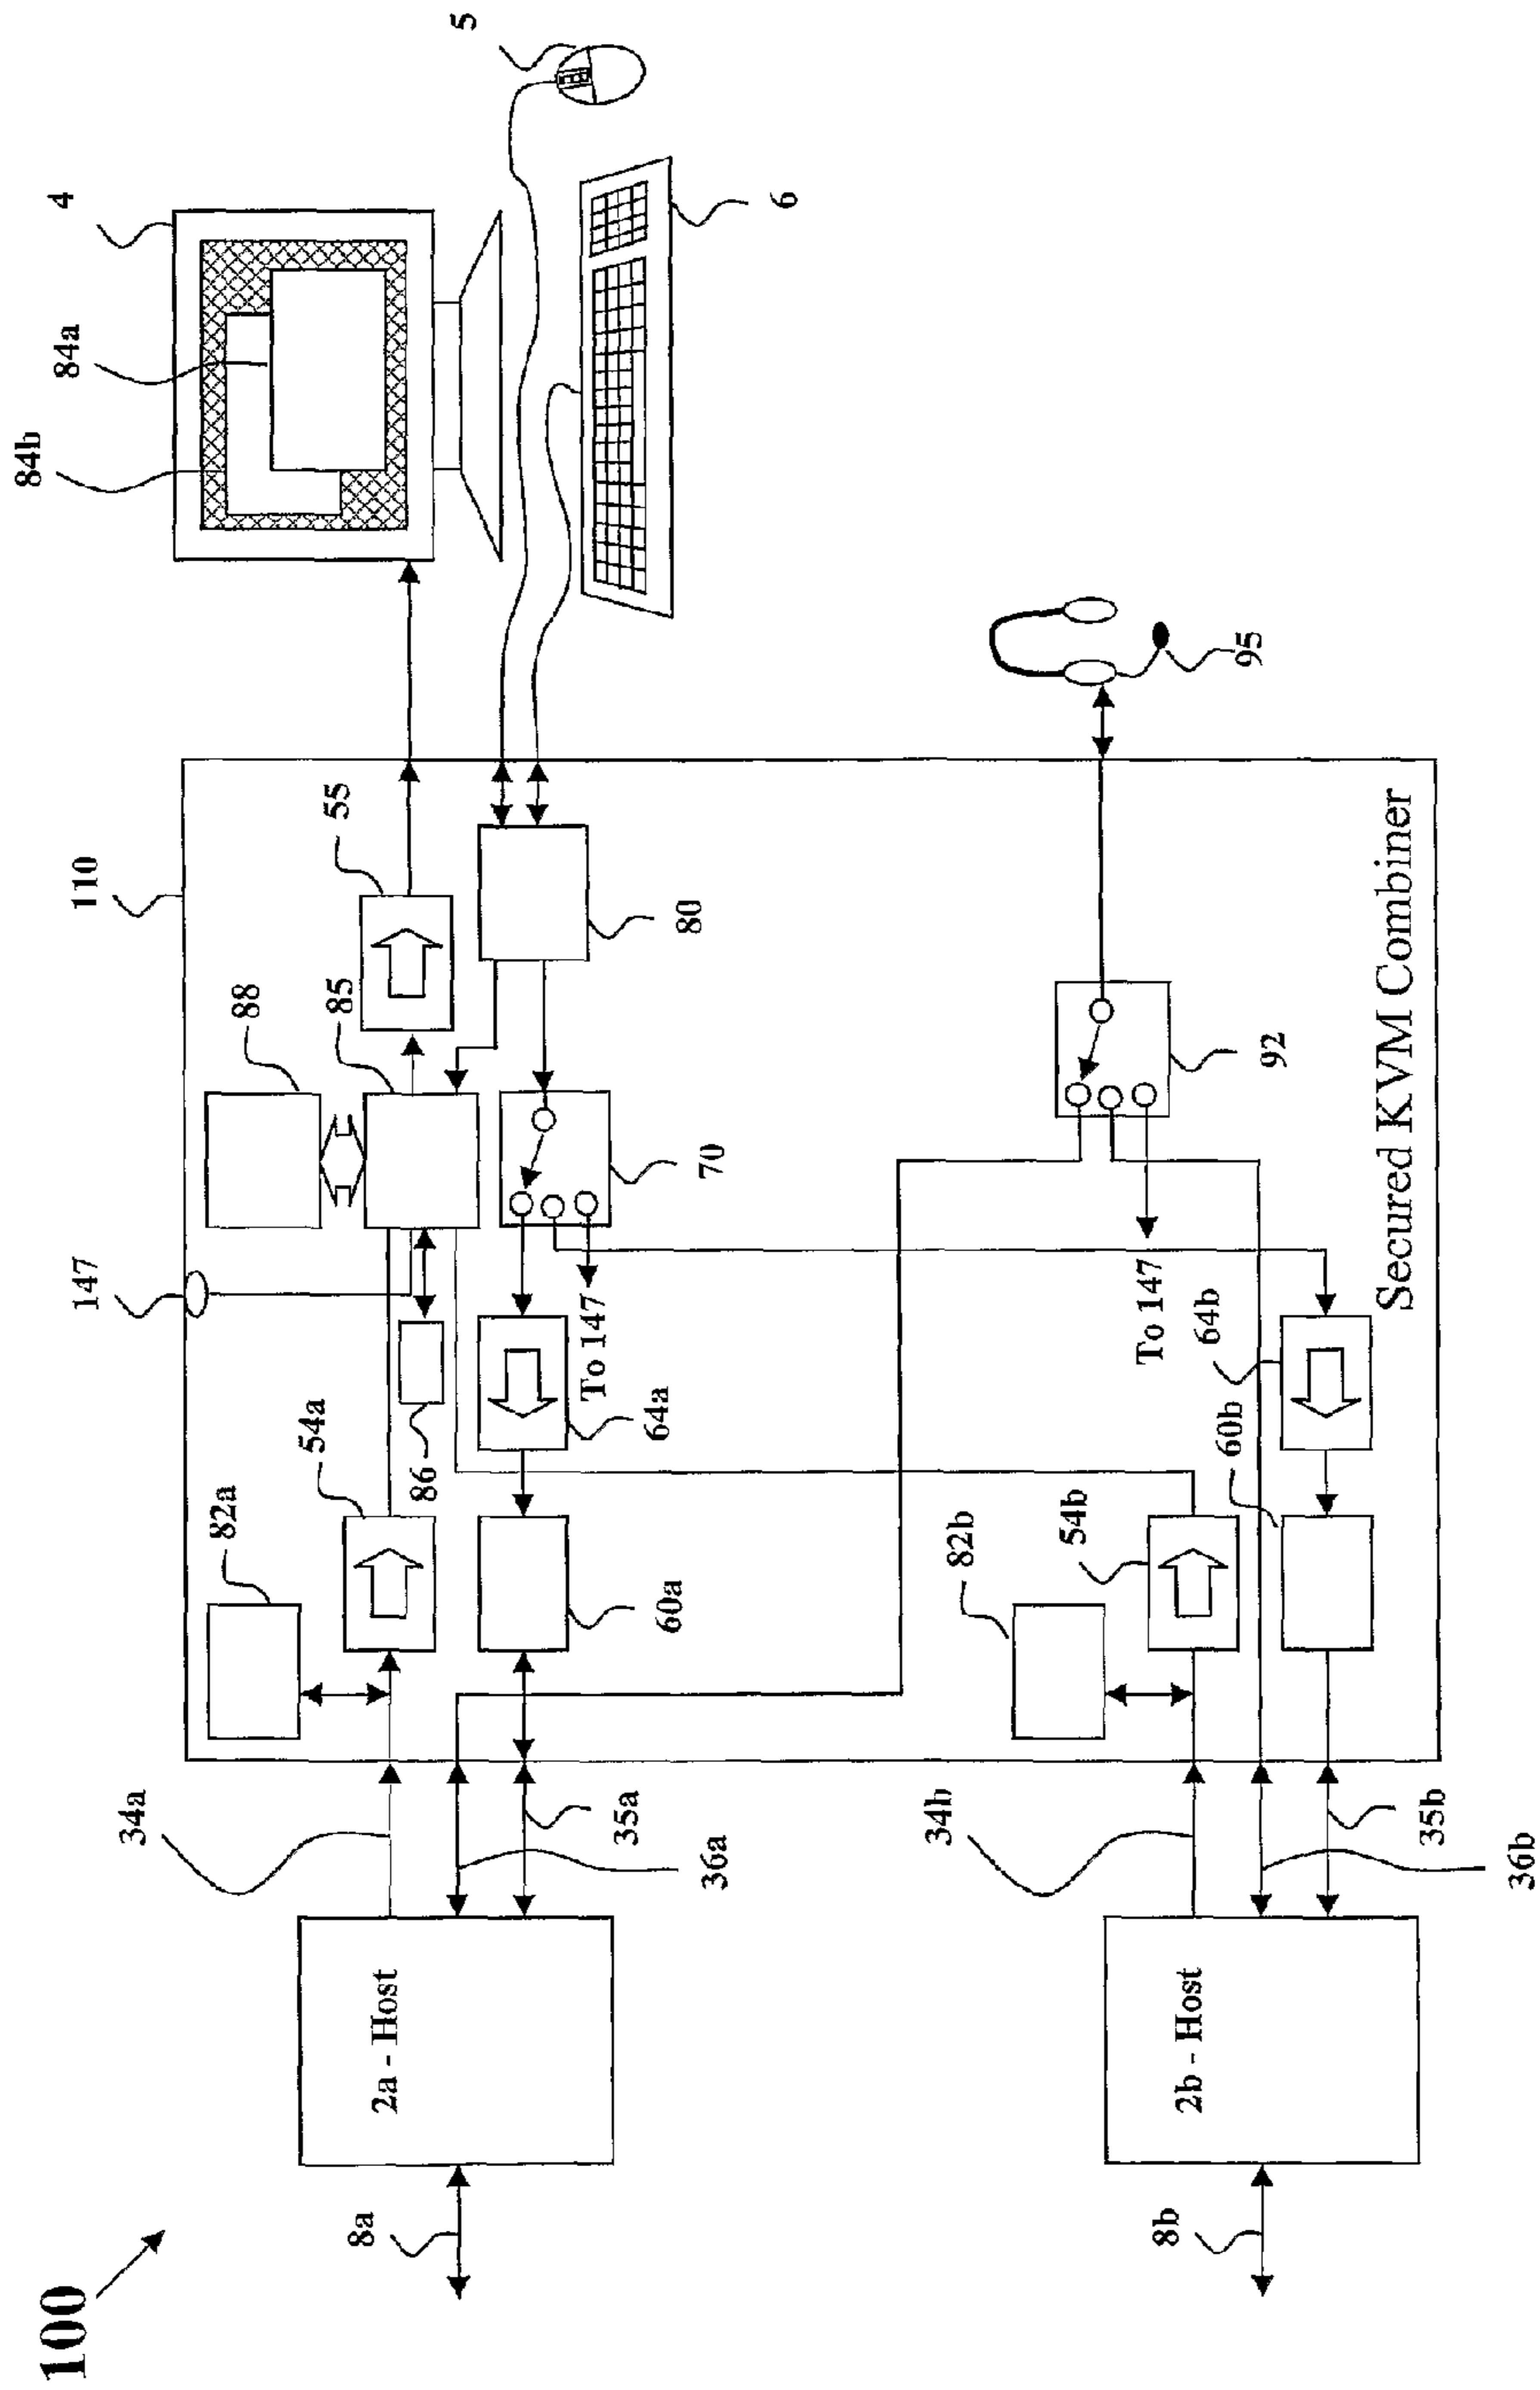 100
8a
2a - Host
34a
36a
35a
82a
54a
60a
86
64a
To 147
147
88
85
70
110
55
80
84b
84a
4
5
6
8b
2b - Host
34b
36b
35b
82b
54b
60b
64b
To 147
92
95
Secured KVM Combiner